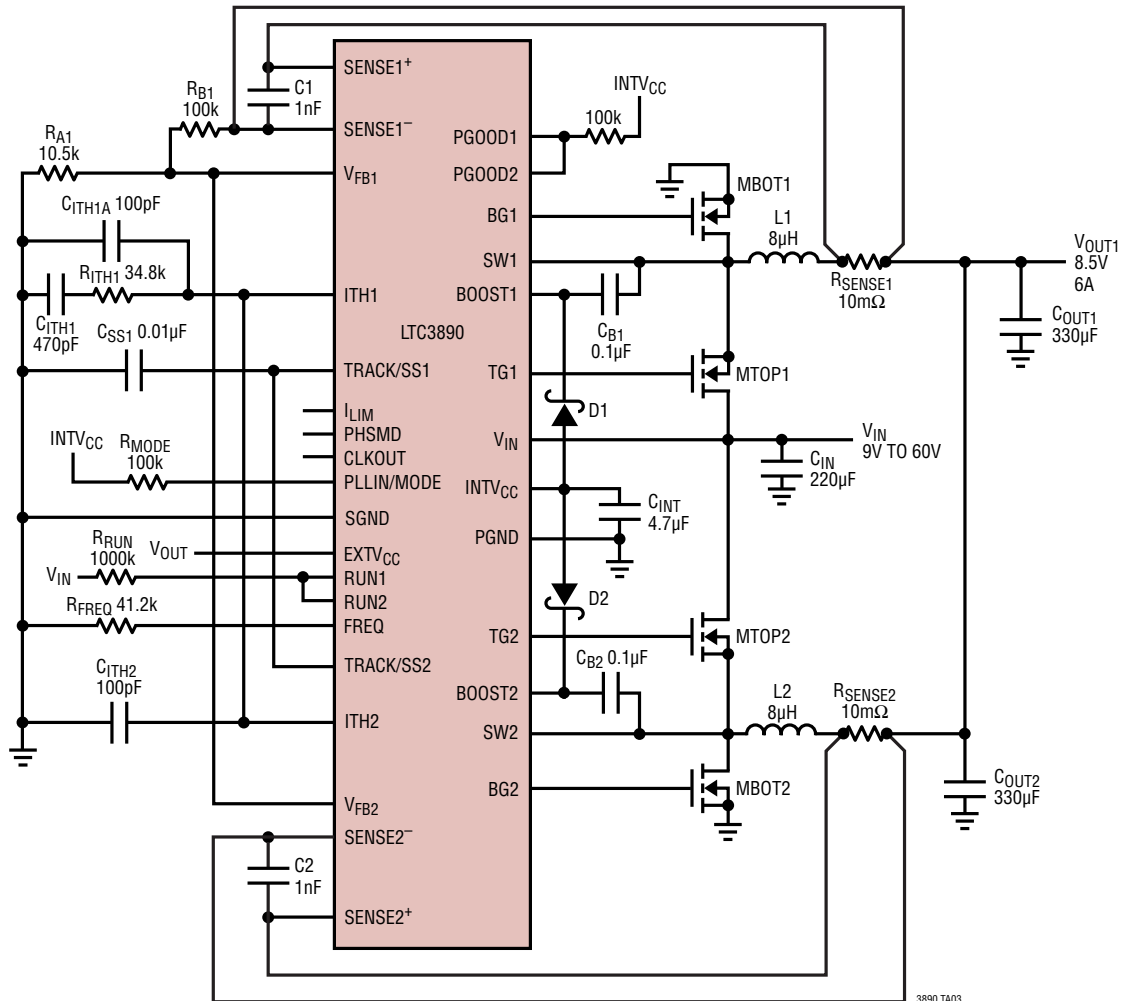 SENSE1+
C1
1nF
RB1
100k
SENSE1−
INTVCC
100k
PGOOD1
RA1
10.5k
VFB1
PGOOD2
MBOT1
CITH1A 100pF
BG1
L1
8µH
SW1
VOUT1
8.5V
6A
RITH1 34.8k
ITH1
BOOST1
RSENSE1
10mΩ
CITH1
470pF
CB1
0.1µF
COUT1
330µF
CSS1 0.01µF
LTC3890
TRACK/SS1
TG1
MTOP1
ILIM
D1
PHSMD
VIN
VIN
9V TO 60V
INTVCC
RMODE
100k
CLKOUT
CIN
220µF
PLLIN/MODE
INTVCC
CINT
4.7µF
SGND
PGND
RRUN
1000k
VOUT
EXTVCC
VIN
RUN1
D2
RUN2
RFREQ 41.2k
FREQ
TG2
MTOP2
TRACK/SS2
CB2 0.1µF
CITH2
100pF
BOOST2
L2
8µH
RSENSE2
10mΩ
ITH2
SW2
BG2
MBOT2
COUT2
330µF
VFB2
SENSE2−
C2
1nF
SENSE2+
3890 TA03